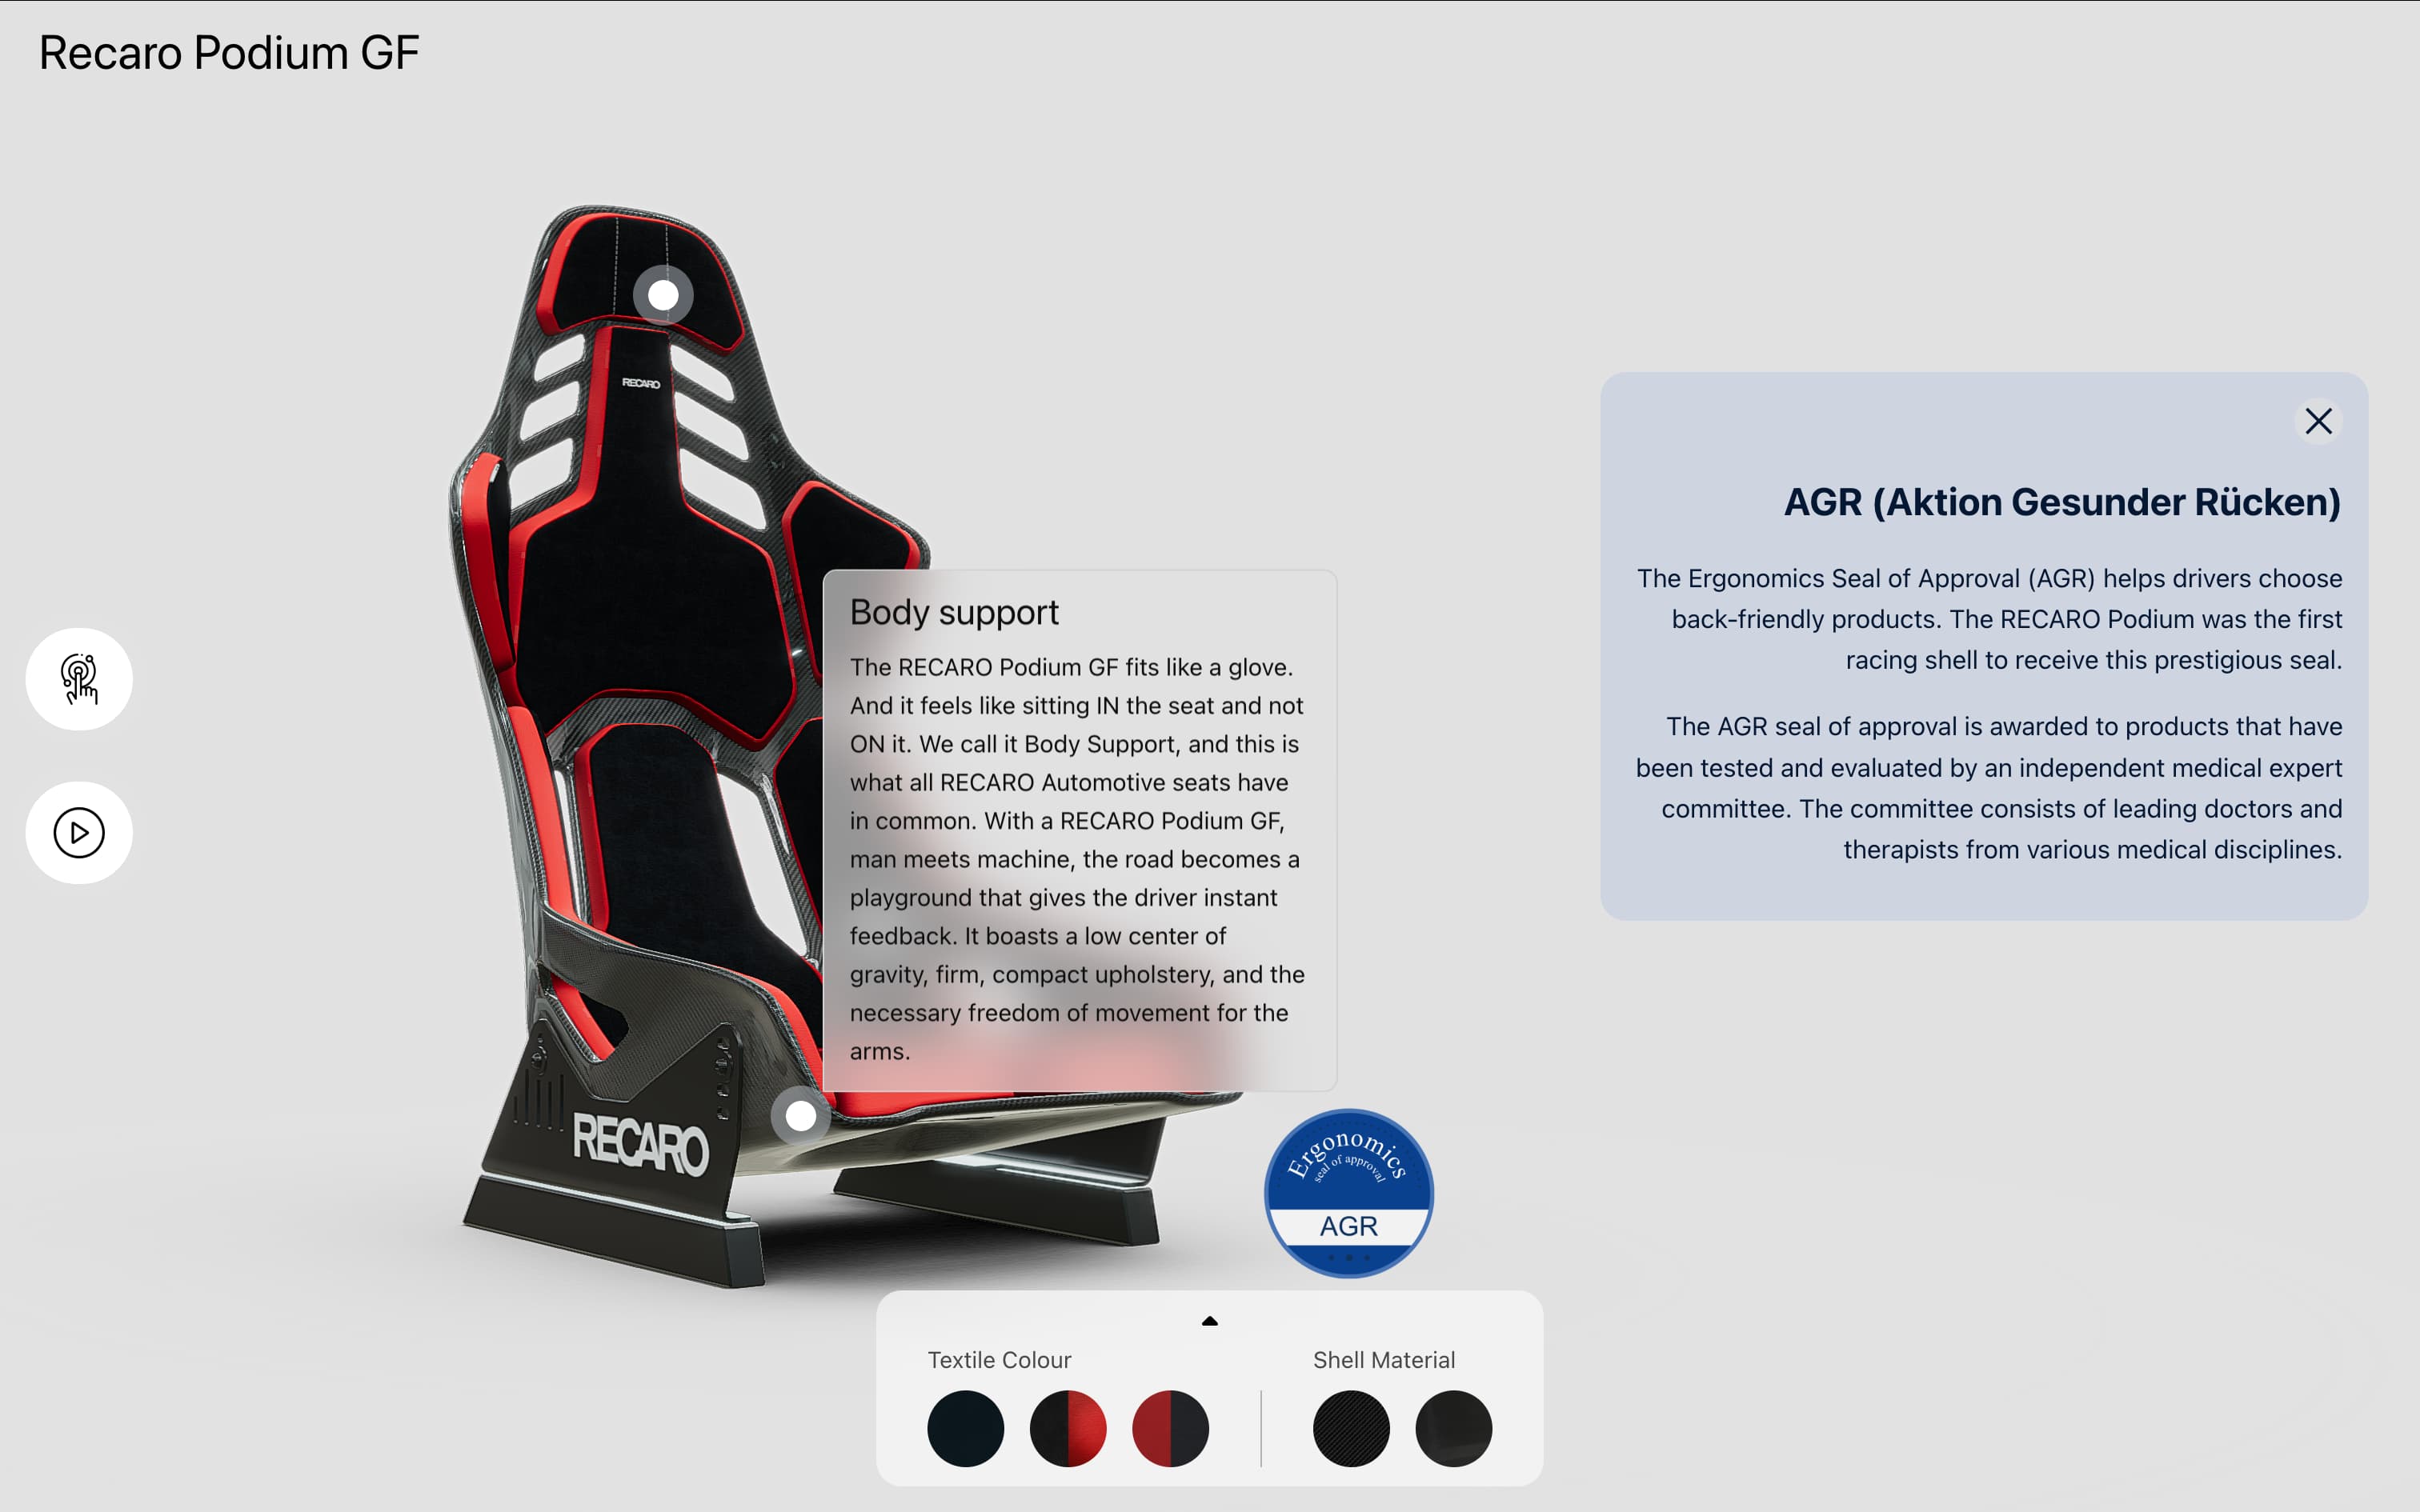 Recaro Podium GF
RECARO
Body support
The RECARO Podium GF fits like a glove.
And it feels like sitting IN the seat and not
ON it. We call it Body Support, and this is
what all RECARO Automotive seats have
in common. With a RECARO Podium GF,
man meets machine, the road becomes a
playground that gives the driver instant
feedback. It boasts a low center of
gravity, firm, compact upholstery, and the
necessary freedom of movement for the
arms.
RECARO
AGR (Aktion Gesunder Rücken)
The Ergonomics Seal of Approval (AGR) helps drivers choose
back-friendly products. The RECARO Podium was the first
racing shell to receive this prestigious seal.
The AGR seal of approval is awarded to products that have
been tested and evaluated by an independent medical expert
committee. The committee consists of leading doctors and
therapists from various medical disciplines.
Ergonomics
seal of approval
AGR
Textile Colour
Shell Material